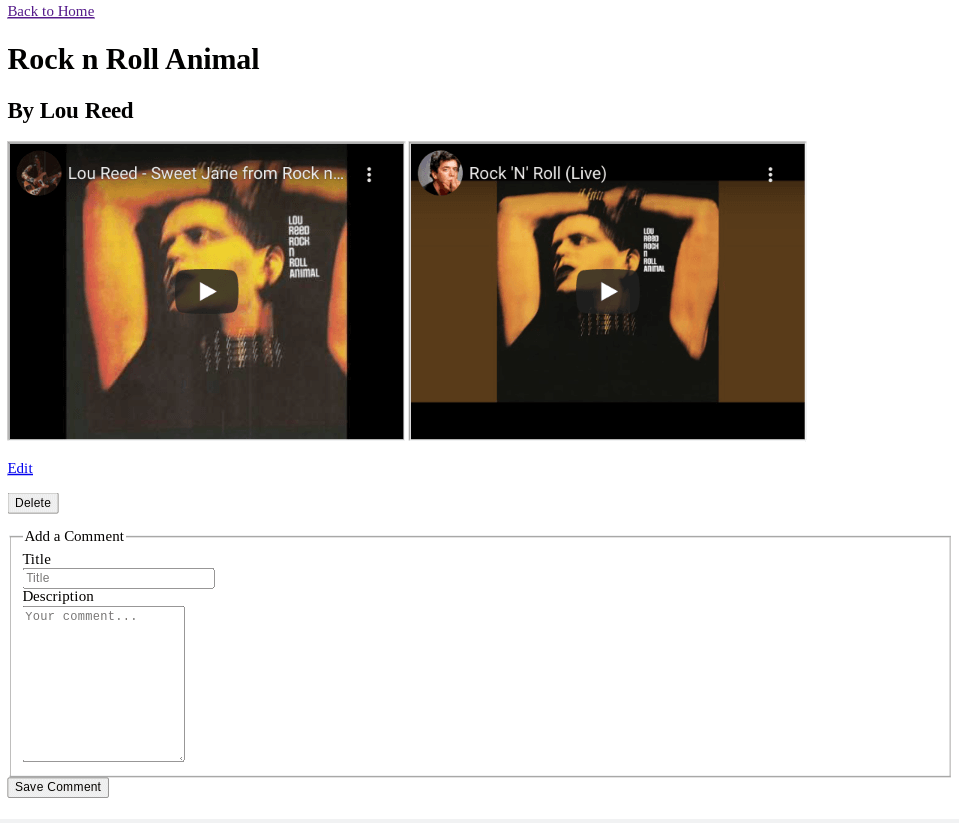 Back to Home
Rock n Roll Animal
By Lou Reed
Lou Reed - Sweet Jane from Rock n...
LOU
REED
ROCK
N
ROLL
ANIMAL
Rock 'N' Roll (Live)
LOU
REED
ROCK
N
ROLL
ANIMAL
Edit
Delete
Add a Comment
Title
Title
Description
Your comment...
Save Comment